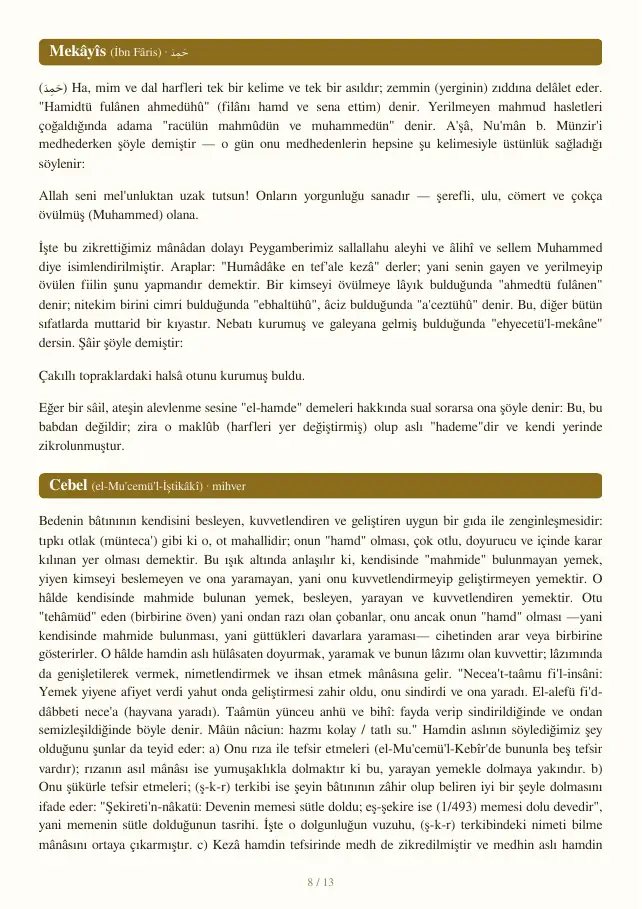 Mekâyîs (İbn Fâris) · حَمِدَ
(حَمِدَ) Ha, mim ve dal harfleri tek bir kelime ve tek bir asıldır; zemmin (yerginin) zıddına delâlet eder.
"Hamidtü fulânen ahmedühû" (filânı hamd ve sena ettim) denir. Yerilmeyen mahmud hasletleri
çoğaldığında adama "racülün mahmûdün ve muhammedün" denir. A'şâ, Nu'mân b. Münzir'i
medhederken şöyle demiştir — o gün onu medhedenlerin hepsine şu kelimesiyle üstünlük sağladığı
söylenir:
Allah seni mel'unluktan uzak tutsun! Onların yorgunluğu sanadır — şerefli, ulu, cömert ve çokça
övülmüş (Muhammed) olana.
İşte bu zikrettiğimiz mânâdan dolayı Peygamberimiz sallallahu aleyhi ve âlihî ve sellem Muhammed
diye isimlendirilmiştir. Araplar: "Humâdâke en tef'ale kezâ" derler; yani senin gayen ve yerilmeyip
övülen fiilin şunu yapmandır demektir. Bir kimseyi övülmeye lâyık bulduğunda "ahmedtü fulânen"
denir; nitekim birini cimri bulduğunda "ebhaltühû", âciz bulduğunda "a'ceztühû" denir. Bu, diğer bütün
sıfatlarda muttarid bir kıyastır. Nebatı kurumuş ve galeyana gelmiş bulduğunda "ehyecetü'l-mekâne"
dersin. Şâir şöyle demiştir:
Çakıllı topraklardaki halsâ otunu kurumuş buldu.
Eğer bir sâil, ateşin alevlenme sesine "el-hamde" demeleri hakkında sual sorarsa ona şöyle denir: Bu, bu
babdan değildir; zira o maklûb (harfleri yer değiştirmiş) olup aslı "hademe"dir ve kendi yerinde
zikrolunmuştur.
Cebel (el-Mu'cemü'l-İştikâkî) · mihver
Bedenin bâtınının kendisini besleyen, kuvvetlendiren ve geliştiren uygun bir gıda ile zenginleşmesidir:
tıpkı otlak (münteca') gibi ki o, ot mahallidir; onun "hamd" olması, çok otlu, doyurucu ve içinde karar
kılınan yer olması demektir. Bu ışık altında anlaşılır ki, kendisinde "mahmide" bulunmayan yemek,
yiyen kimseyi beslemeyen ve ona yaramayan, yani onu kuvvetlendirmeyip geliştirmeyen yemektir. O
hâlde kendisinde mahmide bulunan yemek, besleyen, yarayan ve kuvvetlendiren yemektir. Otu
"tehâmüd" eden (birbirine öven) yani ondan razı olan çobanlar, onu ancak onun "hamd" olması —yani
kendisinde mahmide bulunması, yani güttükleri davarlara yaraması— cihetinden arar veya birbirine
gösterirler. O hâlde hamdin aslı hülâsaten doyurmak, yaramak ve bunun lâzımı olan kuvvettir; lâzımında
da genişletilerek vermek, nimetlendirmek ve ihsan etmek mânâsına gelir. "Necea't-taâmu fi'l-insâni:
Yemek yiyene afiyet verdi yahut onda geliştirmesi zahir oldu, onu sindirdi ve ona yaradı. El-alefü fi'd-
dâbbeti nece'a (hayvana yaradı). Taâmün yünceu anhü ve bihî: fayda verip sindirildiğinde ve ondan
semizleşildiğinde böyle denir. Mâün nâciun: hazmı kolay / tatlı su." Hamdin aslının söylediğimiz şey
olduğunu şunlar da teyid eder: a) Onu rıza ile tefsir etmeleri (el-Mu'cemü'l-Kebîr'de bununla beş tefsir
vardır); rızanın asıl mânâsı ise yumuşaklıkla dolmaktır ki bu, yarayan yemekle dolmaya yakındır. b)
Onu şükürle tefsir etmeleri; (ş-k-r) terkibi ise şeyin bâtınının zâhir olup beliren iyi bir şeyle dolmasını
ifade eder: "Şekireti'n-nâkatü: Devenin memesi sütle doldu; eş-şekire ise (1/493) memesi dolu devedir",
yani memenin sütle dolduğunun tasrihi. İşte o dolgunluğun vuzuhu, (ş-k-r) terkibindeki nimeti bilme
mânâsını ortaya çıkarmıştır. c) Kezâ hamdin tefsirinde medh de zikredilmiştir ve medhin aslı hamdin
8 / 13